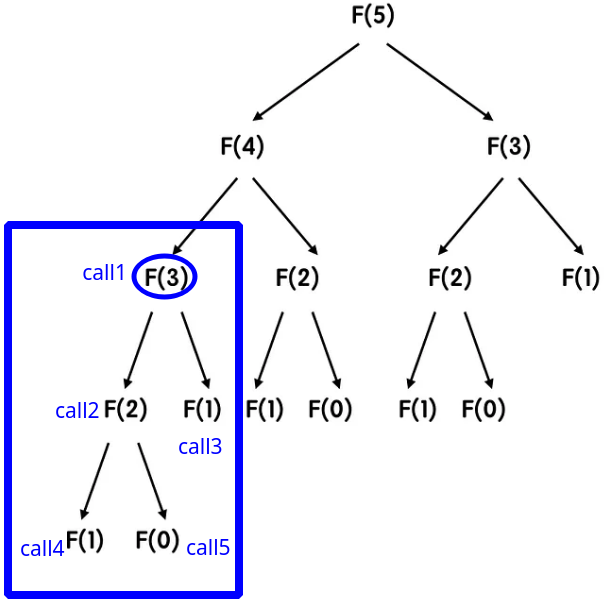 F(5)
F(4) F(3)
call1 F(3) F(2) F(2) F(1)
call2 F(2) F(1) F(1) F(0) F(1) F(0)
call3
call4 F(1) F(0) call5